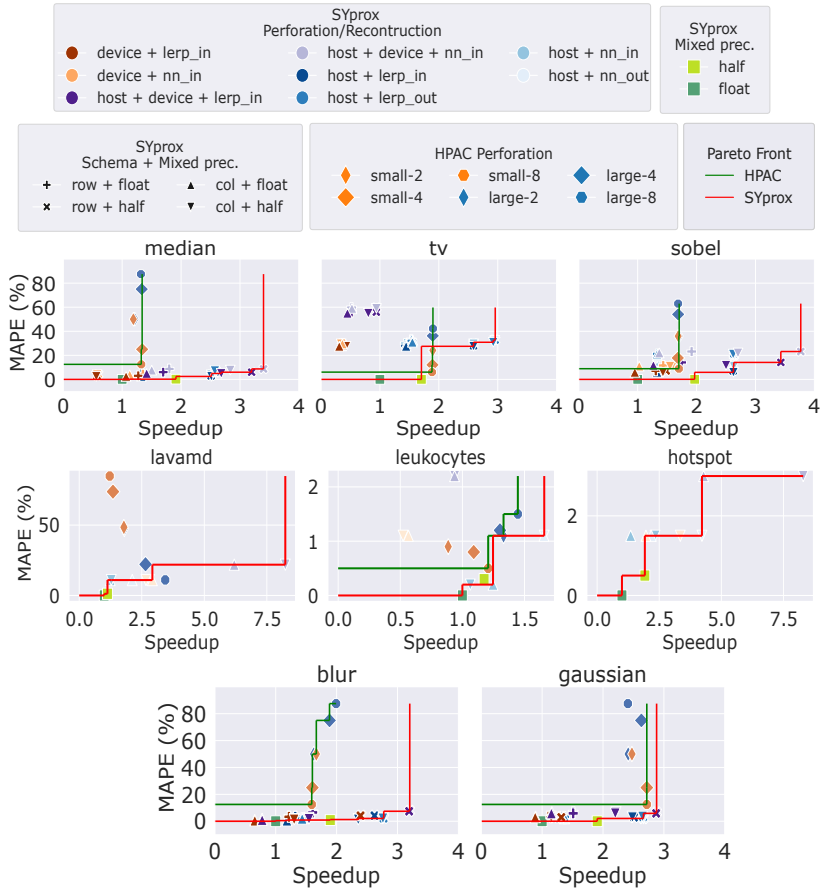 SYprox
Perforation/Recontruction
device + lerp_in
device + nn_in
host + device + lerp_in
host + device + nn_in
host + lerp_in
host + lerp_out
host + nn_in
host + nn_out
SYprox
Mixed prec.
half
float
SYprox
Schema + Mixed prec.
row + float
row + half
col + float
col + half
HPAC Perforation
small-2
small-4
small-8
large-2
large-4
large-8
Pareto Front
HPAC
SYprox
median
MAPE (%)
80
60
40
20
0
0 1 2 3 4
Speedup
tv
0 1 2 3 4
Speedup
sobel
0 1 2 3 4
Speedup
lavamd
MAPE (%)
50
0
0.0 2.5 5.0 7.5
Speedup
leukocytes
2
1
0
0.0 0.5 1.0 1.5
Speedup
hotspot
2
0
0.0 2.5 5.0 7.5
Speedup
blur
MAPE (%)
80
60
40
20
0
0 1 2 3 4
Speedup
gaussian
0 1 2 3 4
Speedup